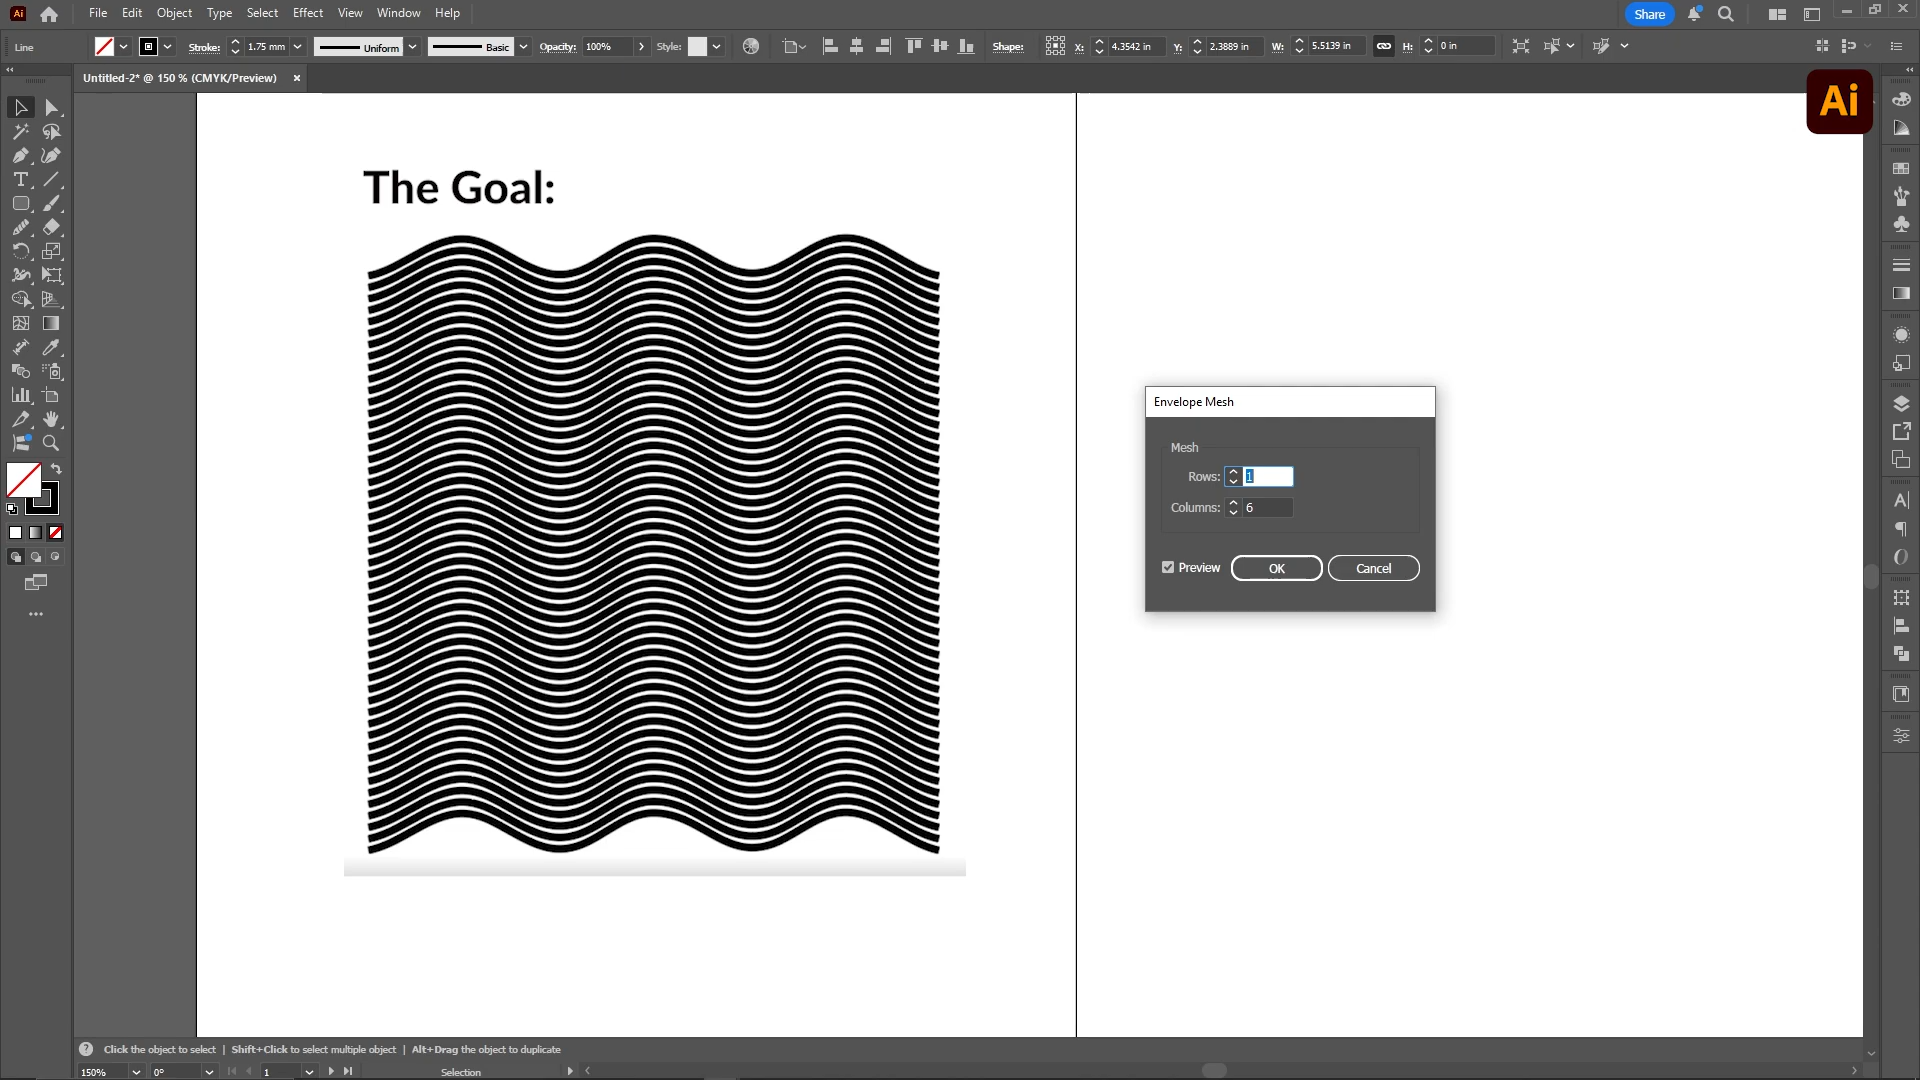 Ai File Edit Object Type Select Effect View Window Help Share
Line Stroke: 1.75 mm Uniform Basic Opacity: 100% Style: Shape: X: 4.3542 in Y: 2.3889 in W: 5.5139 in H: 0 in
Untitled-2* @ 150 % (CMYK/Preview) ×
Ai
The Goal:
Envelope Mesh
Mesh
Rows: 1
Columns: 6
Preview OK Cancel
Click the object to select | Shift+Click to select multiple object | Alt+Drag the object to duplicate
150% 0° 1 Selection